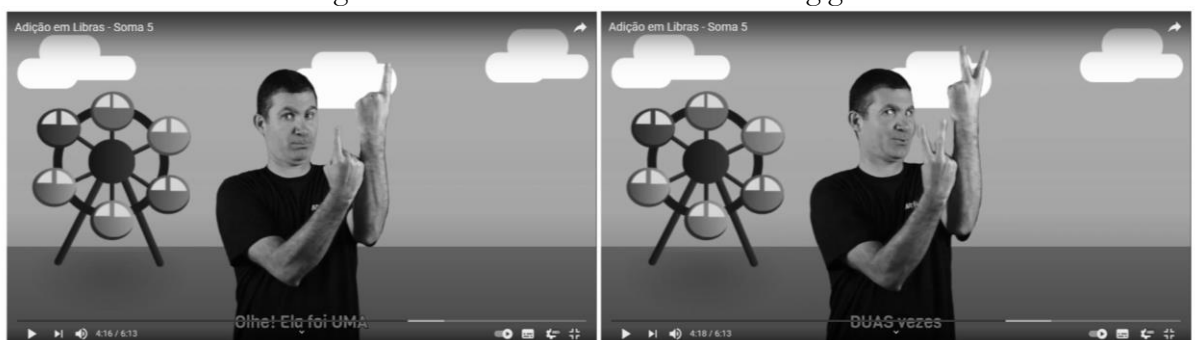 Adição em Libras - Soma 5
Olhe! Ela foi UMA
4:16 / 6:13
Adição em Libras - Soma 5
DUAS vezes
4:18 / 6:13